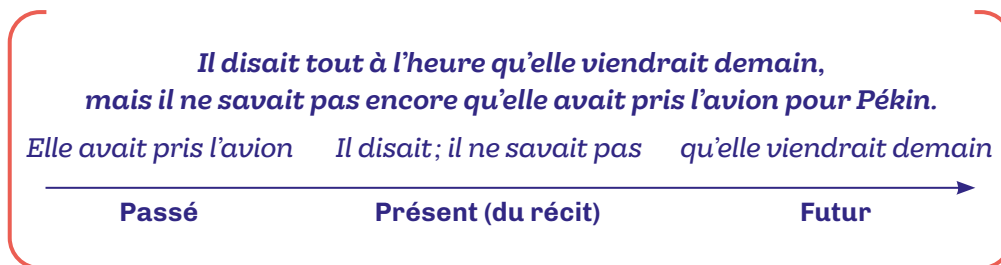 Il disait tout à l’heure qu’elle viendrait demain,
mais il ne savait pas encore qu’elle avait pris l’avion pour Pékin.
Elle avait pris l’avion Il disait ; il ne savait pas qu’elle viendrait demain
Passé Présent (du récit) Futur